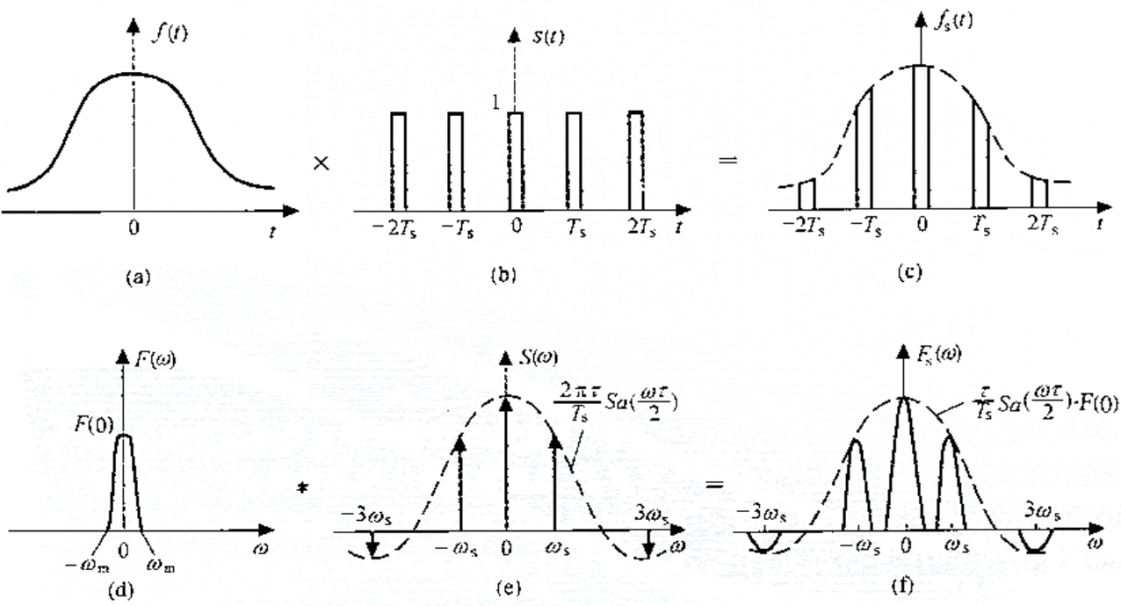 f(t)
0
t
(a)
×
s(t)
1
−2Tₛ −Tₛ 0 Tₛ 2Tₛ t
(b)
=
fₛ(t)
−2Tₛ −Tₛ 0 Tₛ 2Tₛ t
(c)
F(ω)
F(0)
0
ω
−ωₘ ωₘ
(d)
*
S(ω)
2πτ/Tₛ Sa(ωτ/2)
−3ωₛ 3ωₛ
−ωₛ 0 ωₛ ω
(e)
=
Fₛ(ω)
τ/Tₛ Sa(ωτ/2)·F(0)
−3ωₛ 3ωₛ
−ωₛ 0 ωₛ ω
(f)